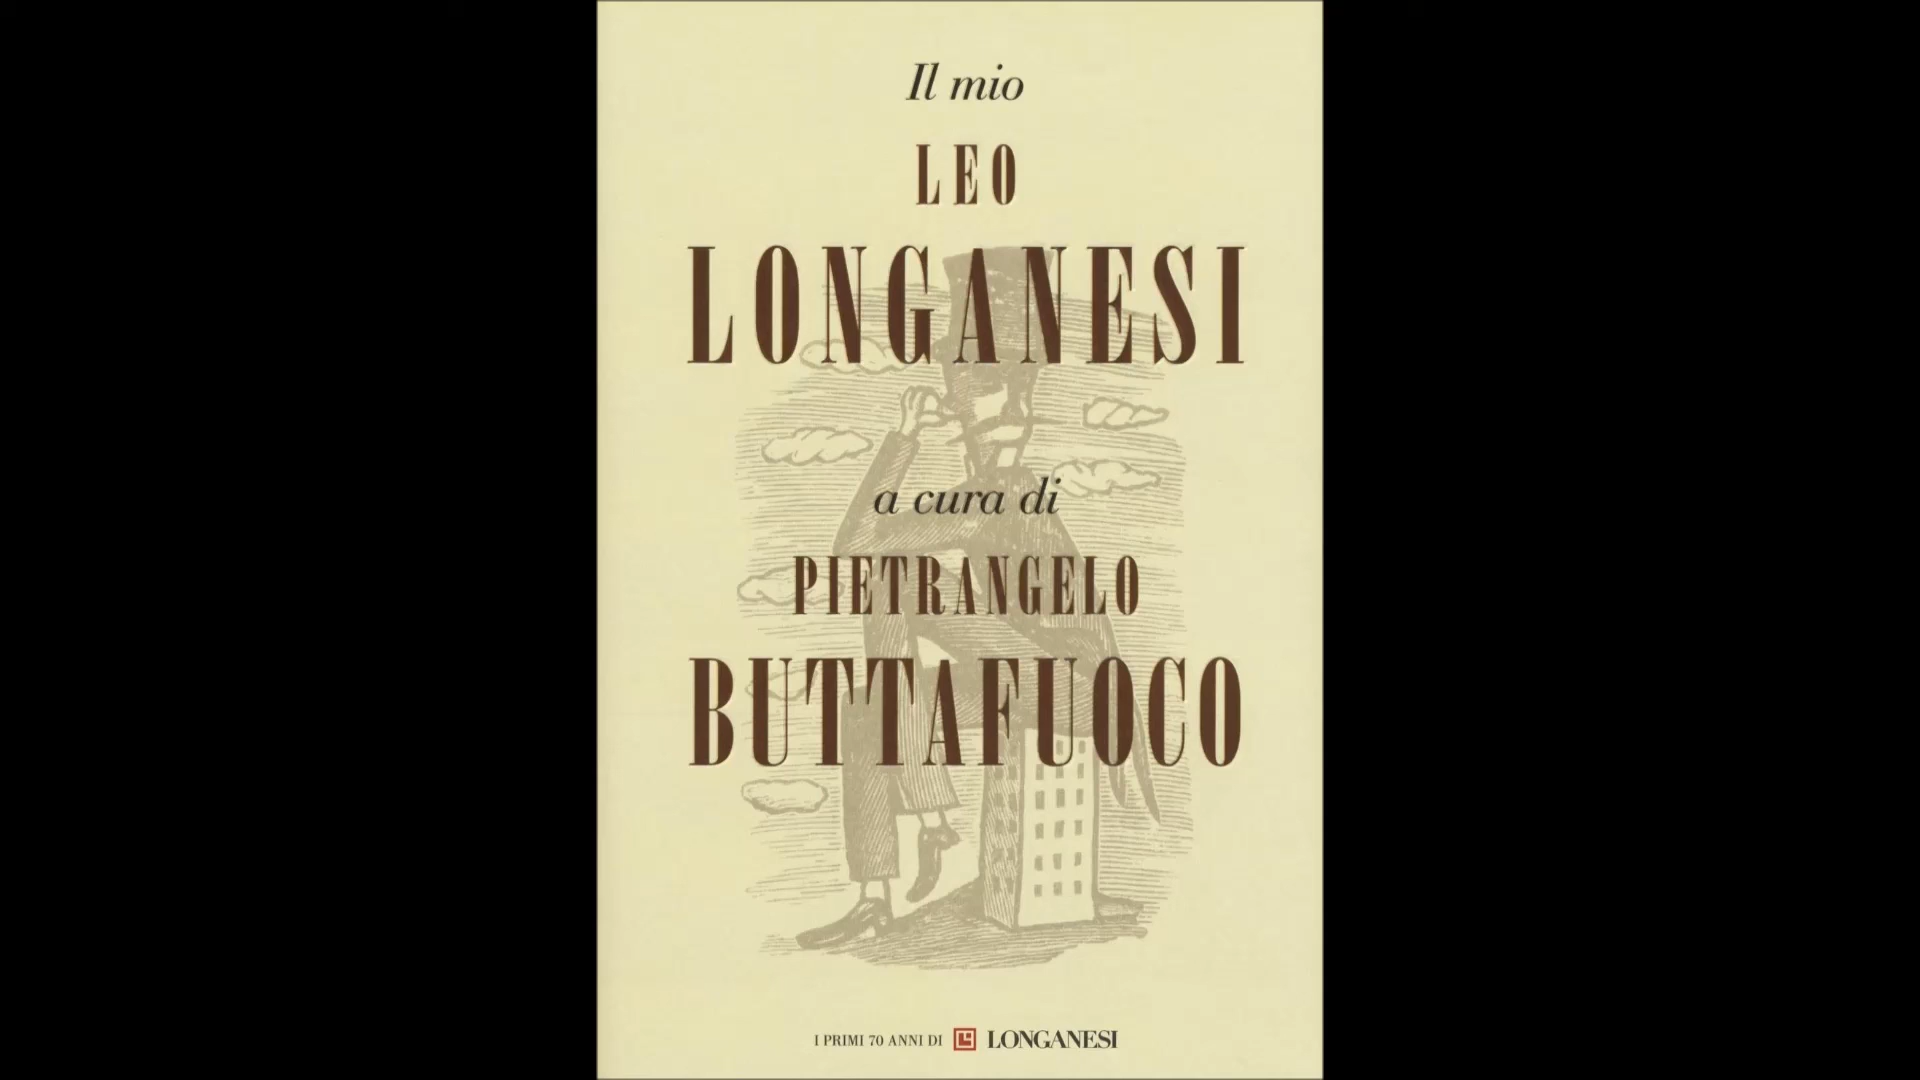 Il mio
LEO
LONGANESI
a cura di
PIETRANGELO
BUTTAFUOCO
I PRIMI 70 ANNI DI LONGANESI